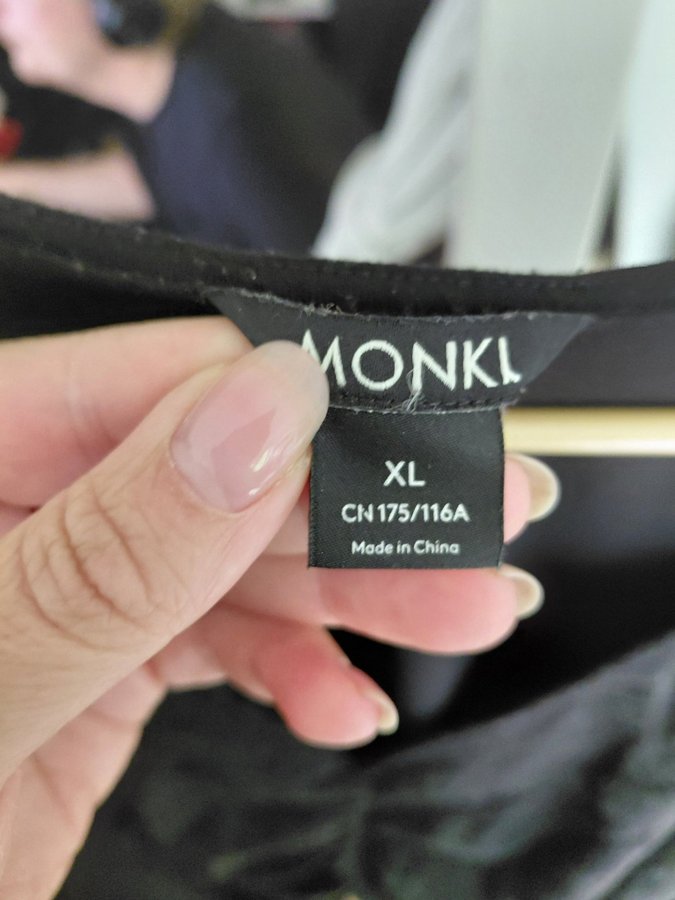 MONKI
XL
CN 175/116A
Made in China